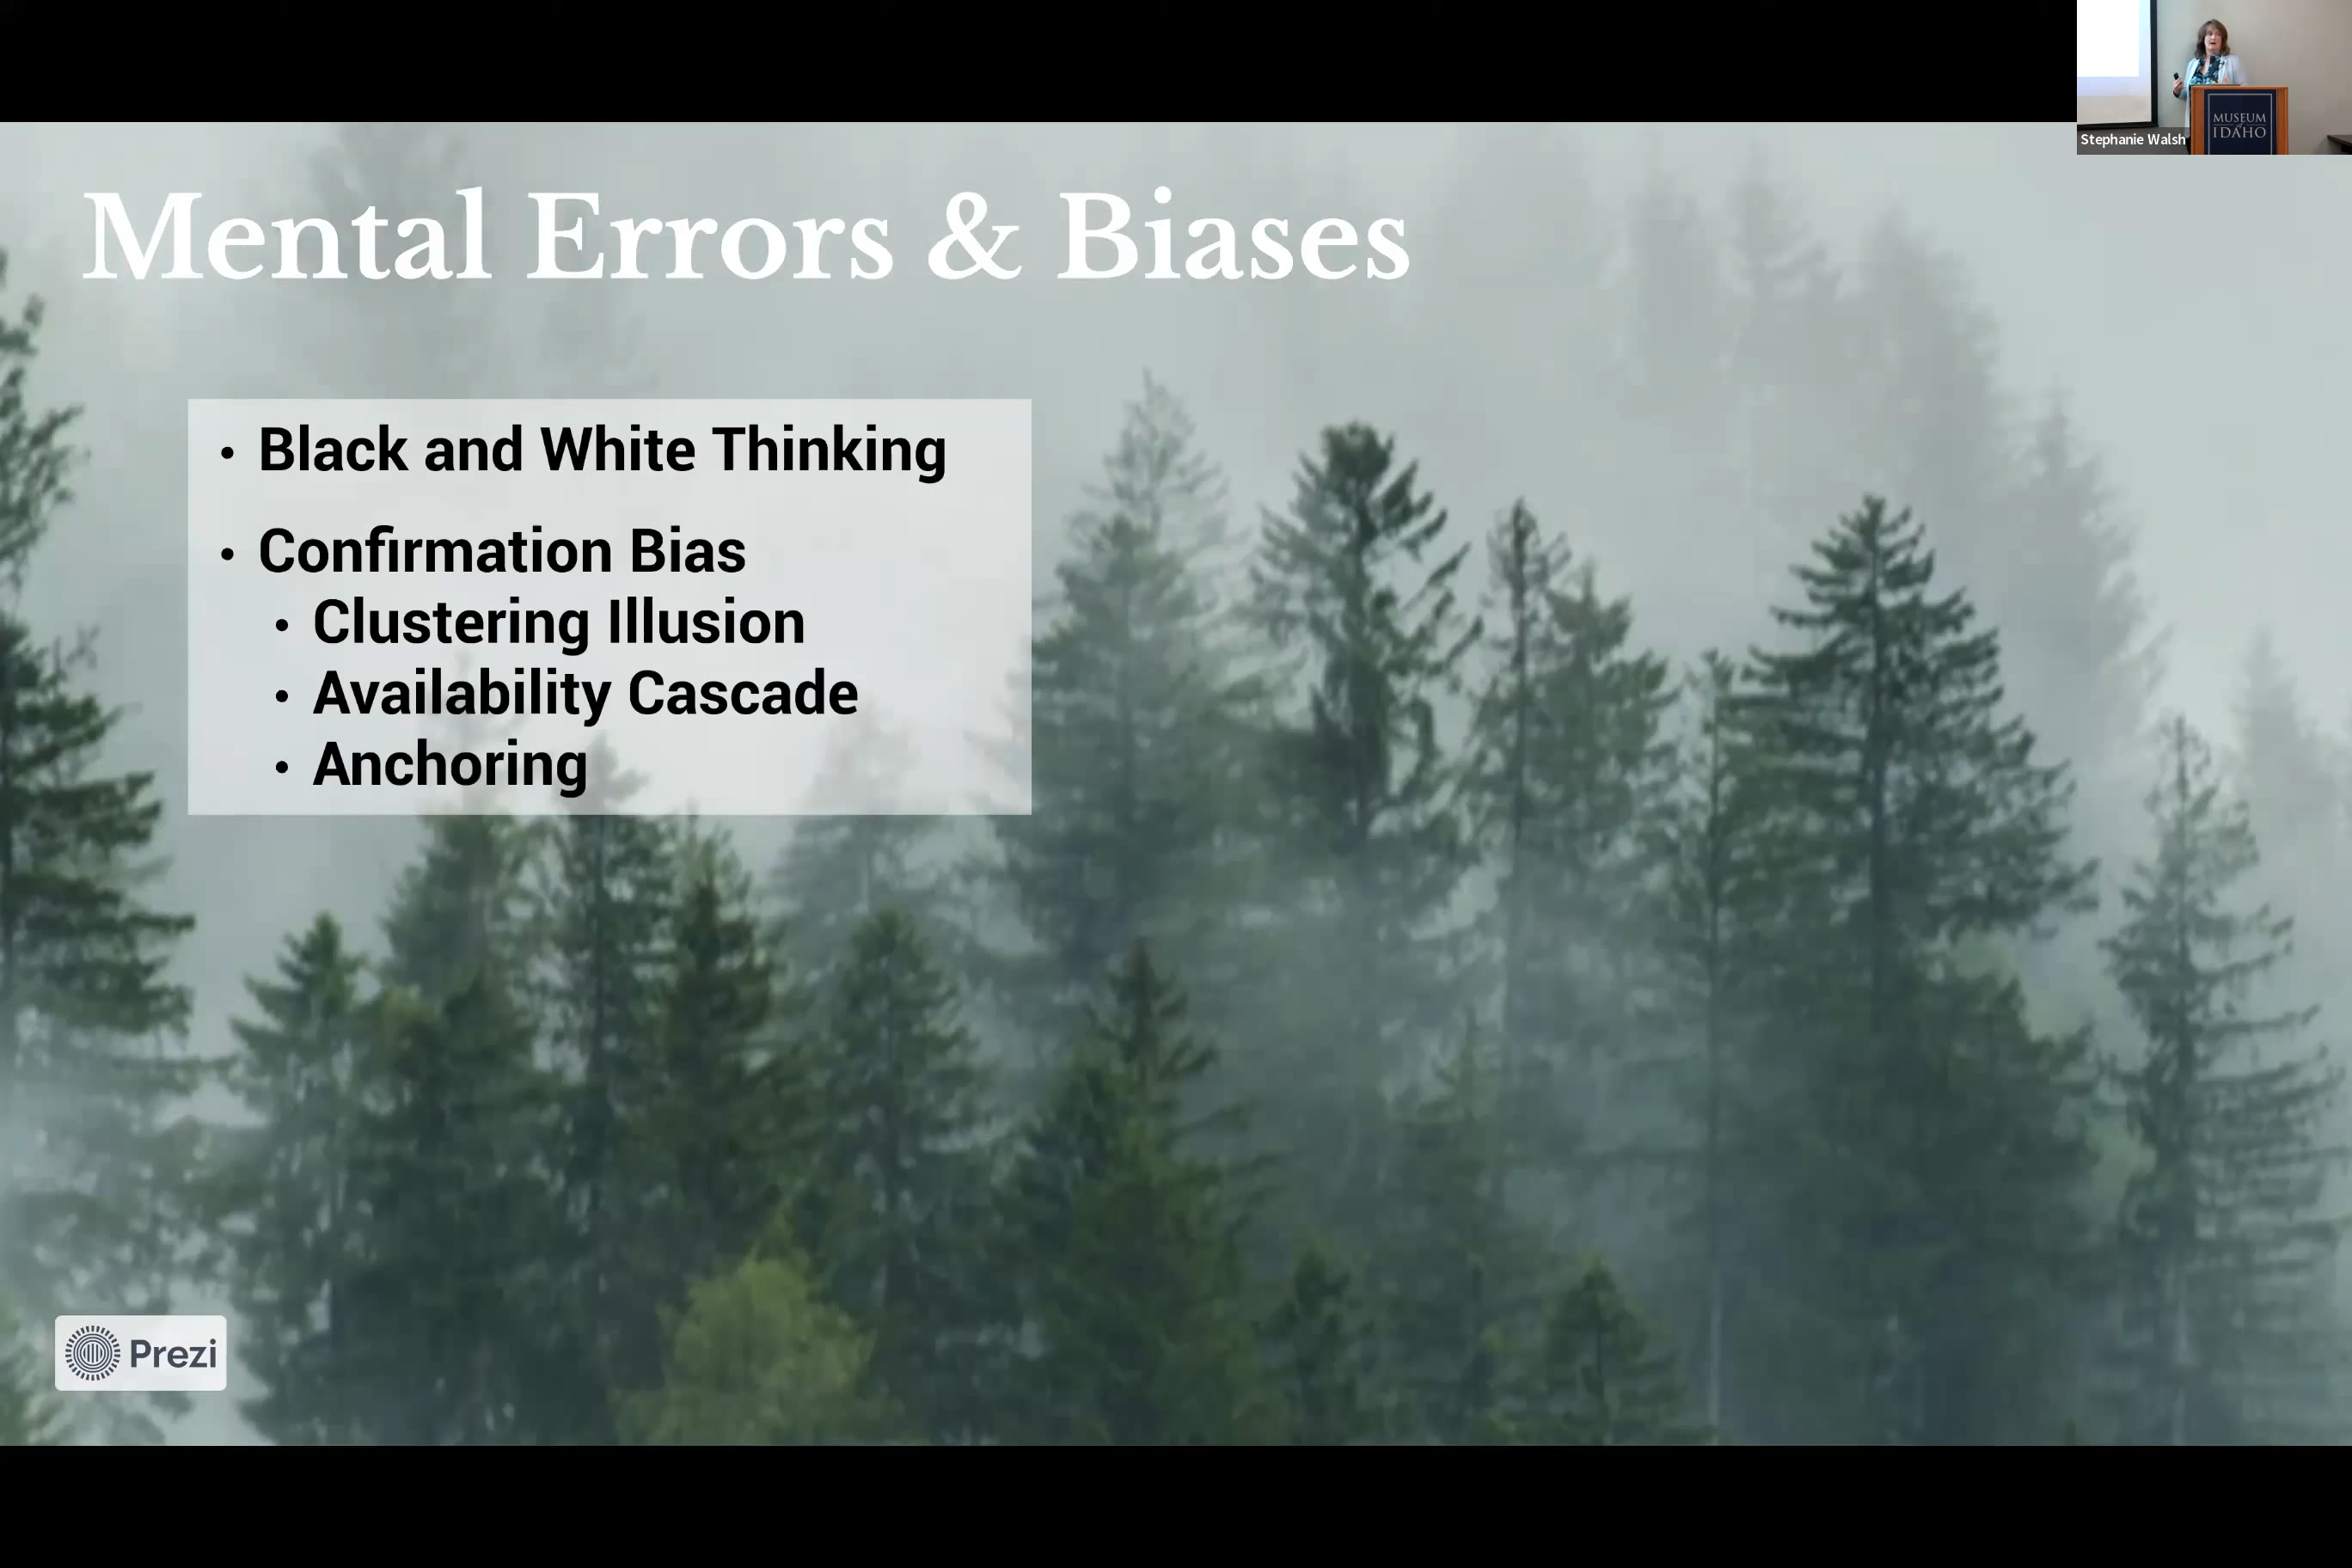 Mental Errors & Biases
• Black and White Thinking
• Confirmation Bias
• Clustering Illusion
• Availability Cascade
• Anchoring
Prezi
MUSEUM
of
IDAHO
Stephanie Walsh